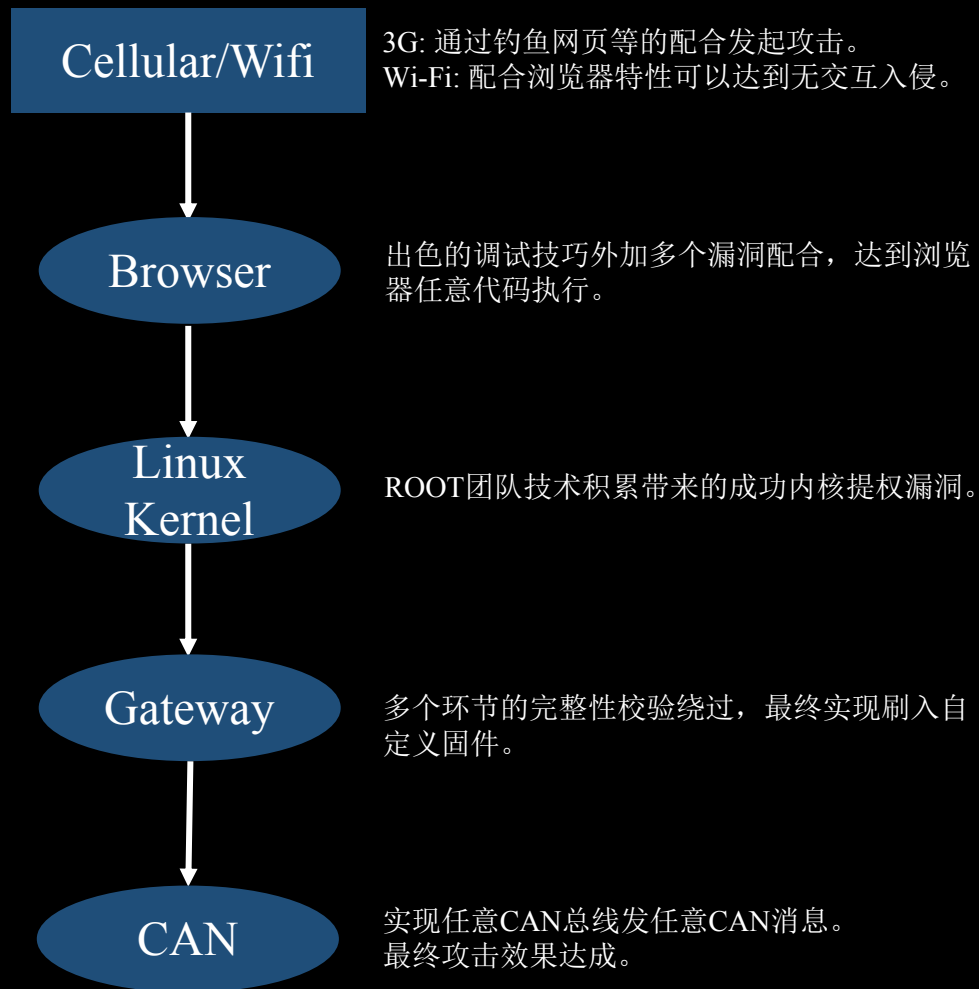 Cellular/Wifi
3G: 通过钓鱼网页等的配合发起攻击。
Wi-Fi: 配合浏览器特性可以达到无交互入侵。
Browser
出色的调试技巧外加多个漏洞配合，达到浏览
器任意代码执行。
Linux
Kernel
ROOT团队技术积累带来的成功内核提权漏洞。
Gateway
多个环节的完整性校验绕过，最终实现刷入自
定义固件。
CAN
实现任意CAN总线发任意CAN消息。
最终攻击效果达成。